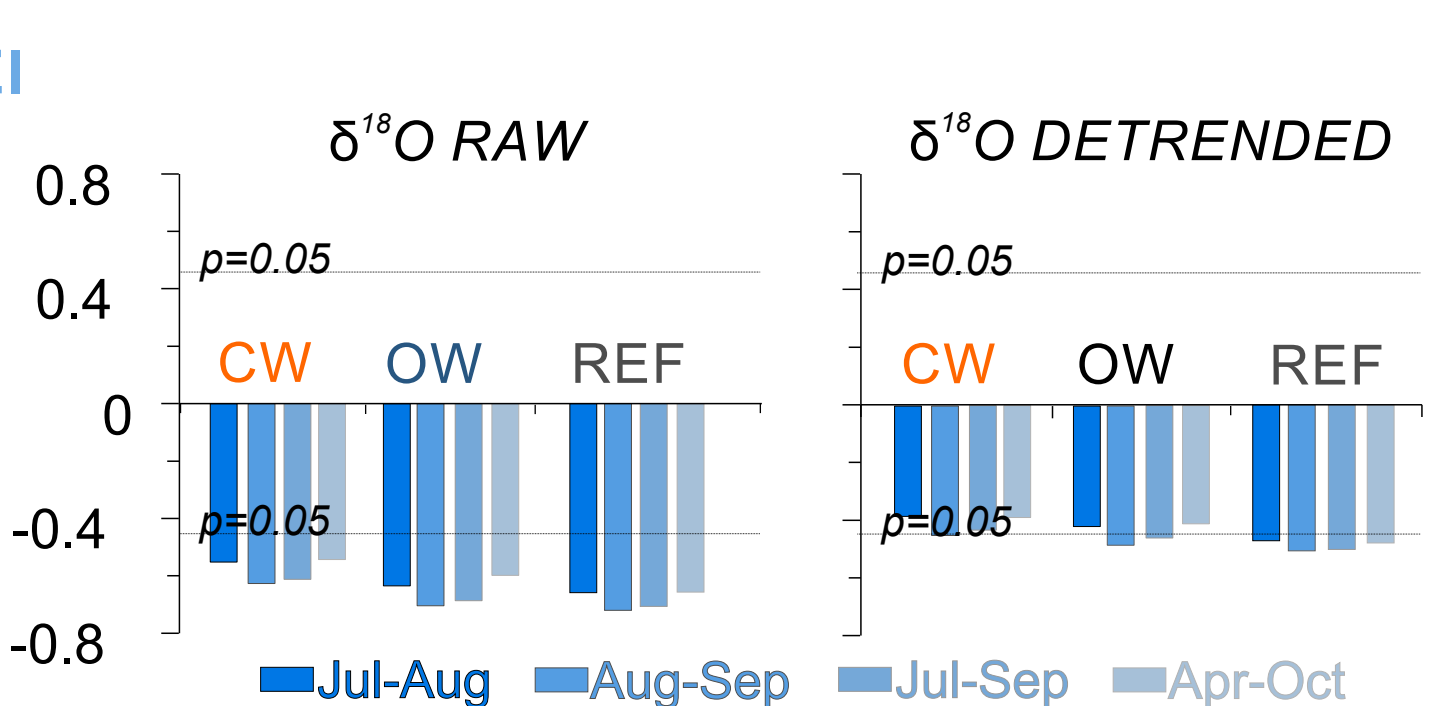 δ¹⁸O RAW
δ¹⁸O DETRENDED
0.8
0.4
0
-0.4
-0.8
p=0.05
CW OW REF
p=0.05
p=0.05
CW OW REF
p=0.05
Jul-Aug Aug-Sep Jul-Sep Apr-Oct